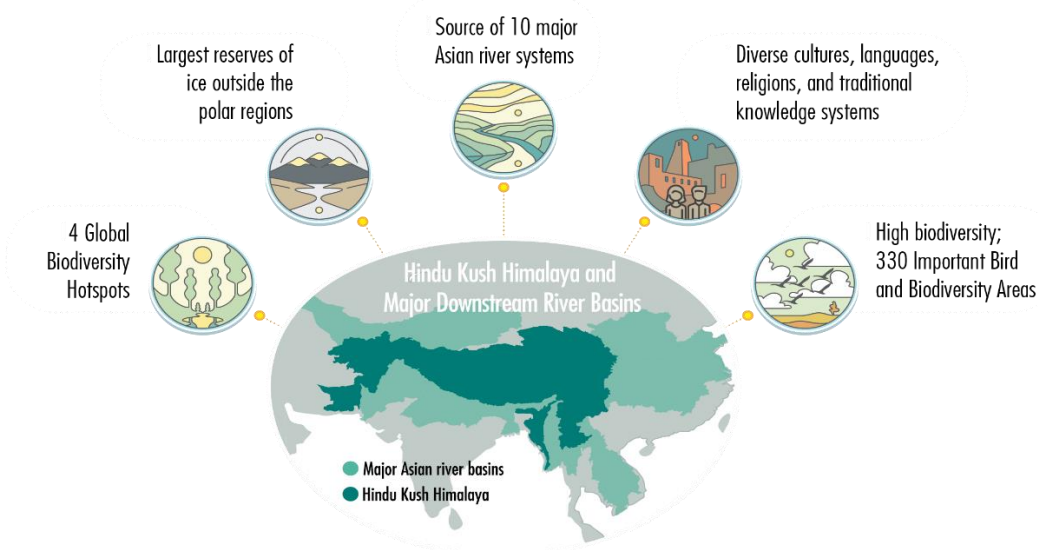 4 Global
Biodiversity
Hotspots
Largest reserves of
ice outside the
polar regions
Source of 10 major
Asian river systems
Diverse cultures, languages,
religions, and traditional
knowledge systems
High biodiversity;
330 Important Bird
and Biodiversity Areas
Hindu Kush Himalaya and
Major Downstream River Basins
Major Asian river basins
Hindu Kush Himalaya